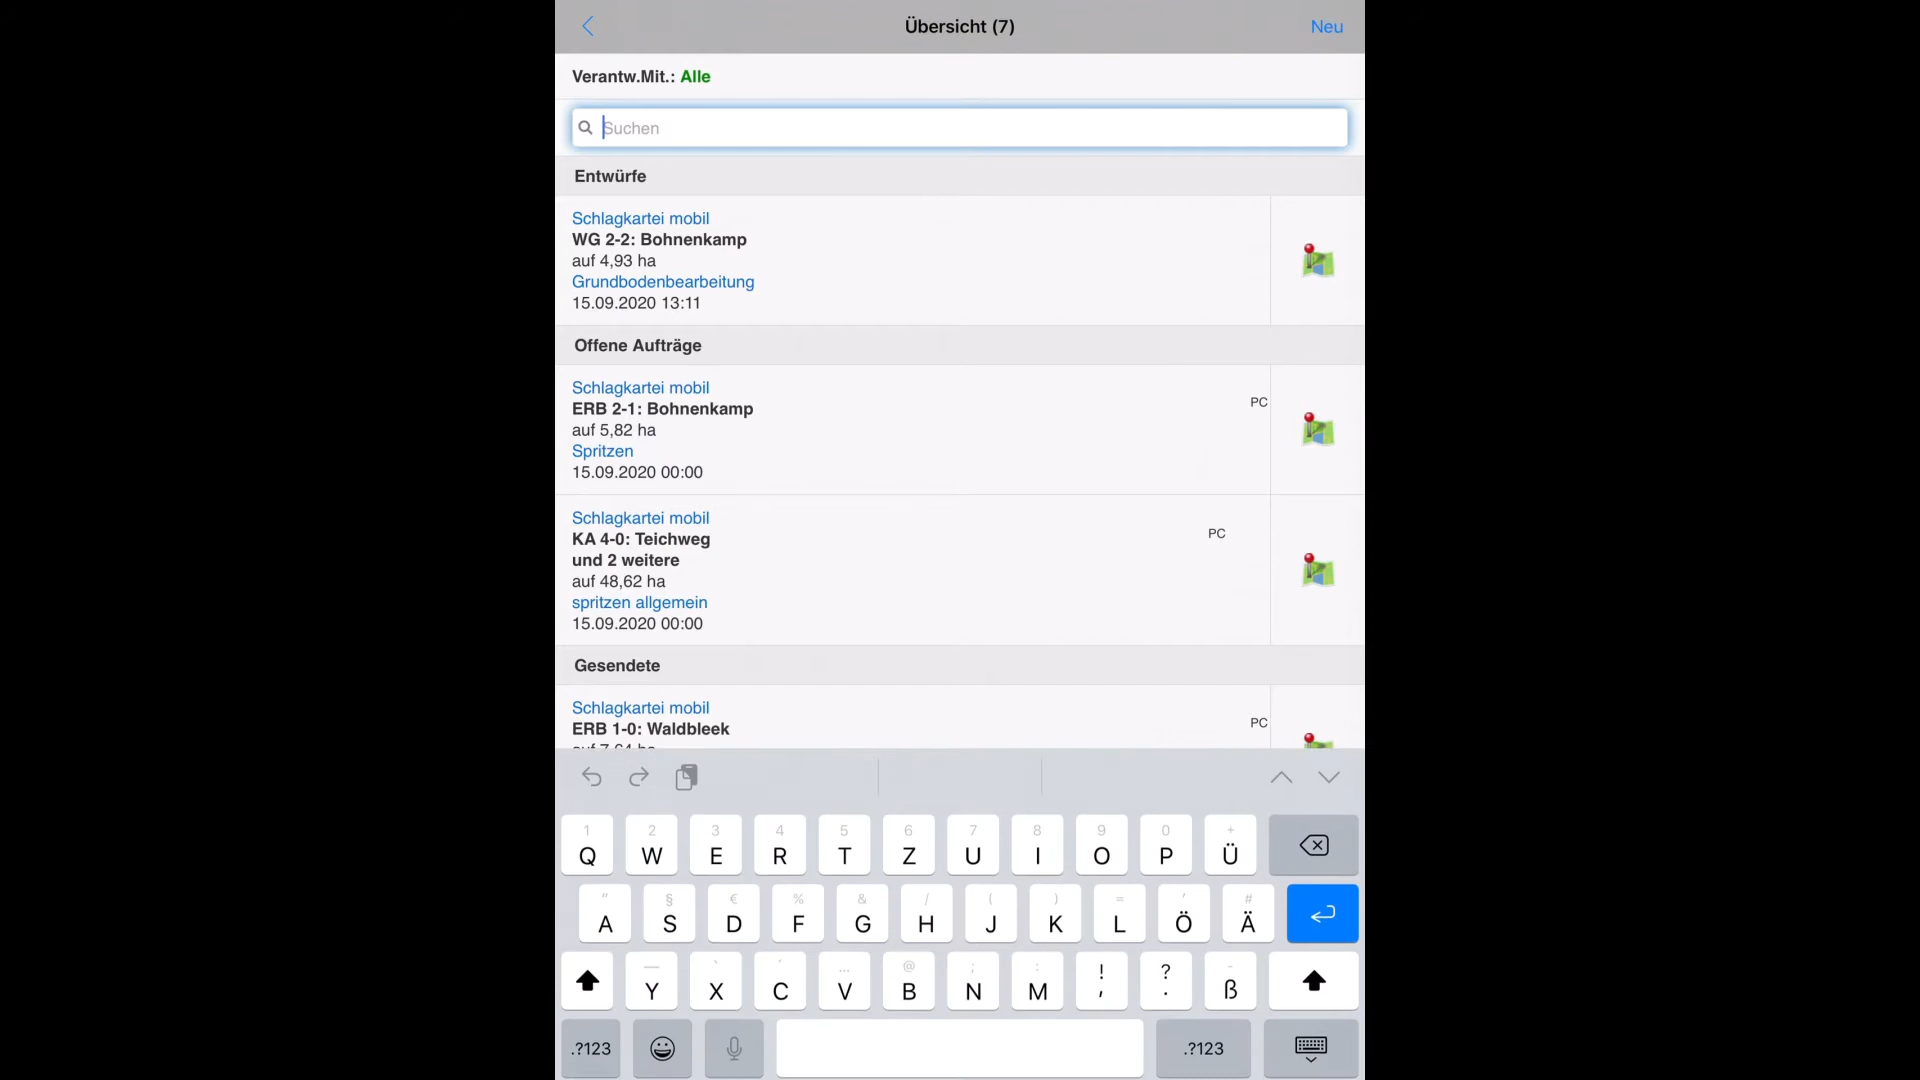 Übersicht (7)
Neu
Verantw.Mit.: Alle
Suchen
Entwürfe
Schlagkartei mobil
WG 2-2: Bohnenkamp
auf 4,93 ha
Grundbodenbearbeitung
15.09.2020 13:11
Offene Aufträge
Schlagkartei mobil
ERB 2-1: Bohnenkamp
PC
auf 5,82 ha
Spritzen
15.09.2020 00:00
Schlagkartei mobil
KA 4-0: Teichweg
PC
und 2 weitere
auf 48,62 ha
spritzen allgemein
15.09.2020 00:00
Gesendete
Schlagkartei mobil
ERB 1-0: Waldbleek
PC
auf 7,64 ha
1 2 3 4 5 6 7 8 9 0 +
Q W E R T Z U I O P Ü
" § € % & / ( ) = ' #
A S D F G H J K L Ö Ä
— ` ´ ... @ ; : ! ? -
Y X C V B N M , . ß
.?123 .?123